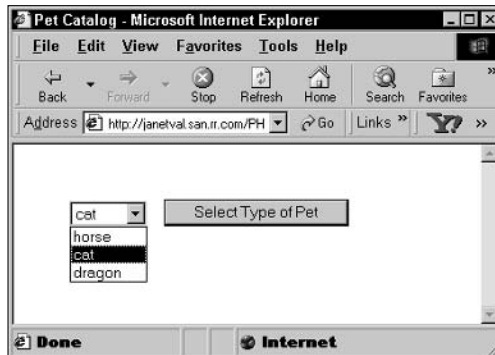 Pet Catalog - Microsoft Internet Explorer
File Edit View Favorites Tools Help
Back Forward Stop Refresh Home Search Favorites »
Address http://janetval.san.rr.com/PH Go Links » Y! »
cat Select Type of Pet
horse
cat
dragon
Done Internet